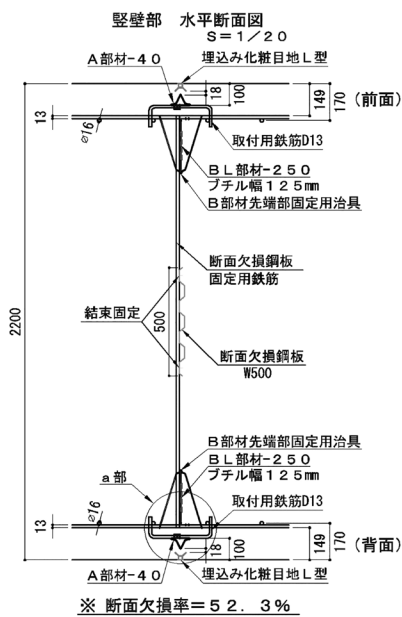 竪壁部 水平断面図
S=1/20
A部材-40
埋込み化粧目地L型
18
100
149
170
(前面)
13
⌀16
取付用鉄筋D13
BL部材-250
ブチル幅125mm
B部材先端部固定用治具
断面欠損鋼板
固定用鉄筋
2200
結束固定
500
断面欠損鋼板
W500
B部材先端部固定用治具
BL部材-250
ブチル幅125mm
a部
⌀16
取付用鉄筋D13
13
18
100
149
170
(背面)
A部材-40
埋込み化粧目地L型
※ 断面欠損率=52.3%